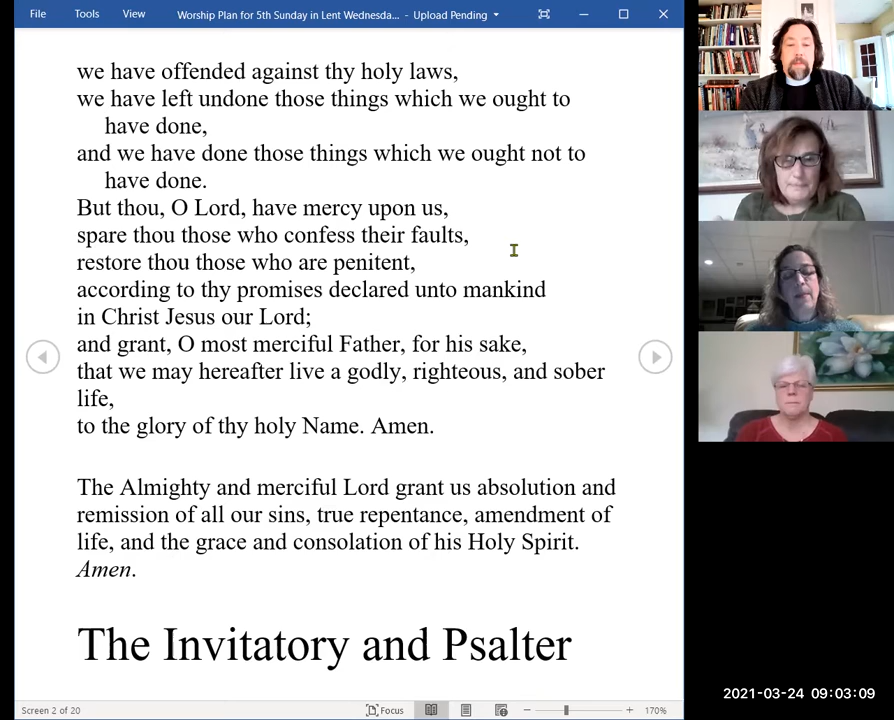 File Tools View Worship Plan for 5th Sunday in Lent Wednesda... - Upload Pending
we have offended against thy holy laws,
we have left undone those things which we ought to
have done,
and we have done those things which we ought not to
have done.
But thou, O Lord, have mercy upon us,
spare thou those who confess their faults,
restore thou those who are penitent,
according to thy promises declared unto mankind
in Christ Jesus our Lord;
and grant, O most merciful Father, for his sake,
that we may hereafter live a godly, righteous, and sober
life,
to the glory of thy holy Name. Amen.
The Almighty and merciful Lord grant us absolution and
remission of all our sins, true repentance, amendment of
life, and the grace and consolation of his Holy Spirit.
Amen.
The Invitatory and Psalter
2021-03-24 09:03:09
Screen 2 of 20 Focus 170%